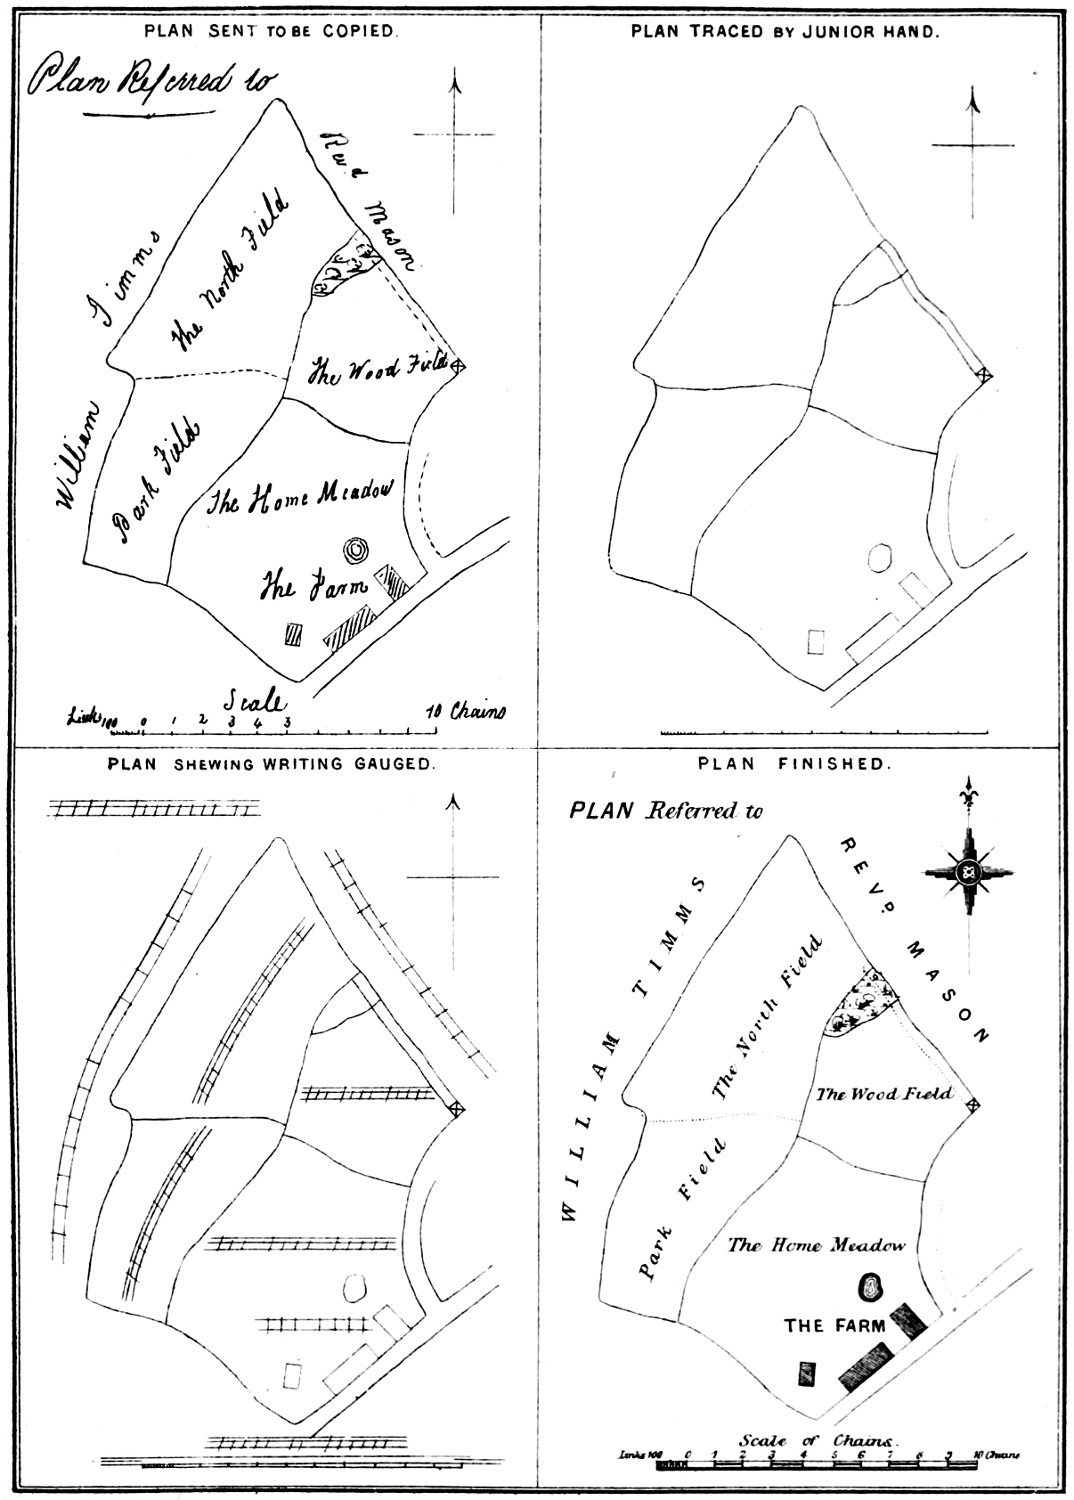 PLAN SENT TO BE COPIED.
Plan Referred to
Revd Mason
William Timms
The North Field
The Wood Field
Park Field
The Home Meadow
The Farm
Scale
Links 100 0 1 2 3 4 5 10 Chains
PLAN TRACED BY JUNIOR HAND.
PLAN SHEWING WRITING GAUGED.
PLAN FINISHED.
PLAN Referred to
REVD. MASON
WILLIAM TIMMS
The North Field
The Wood Field
Park Field
The Home Meadow
THE FARM
Scale of Chains.
Links 100 0 1 2 3 4 5 6 7 8 9 10 Chains